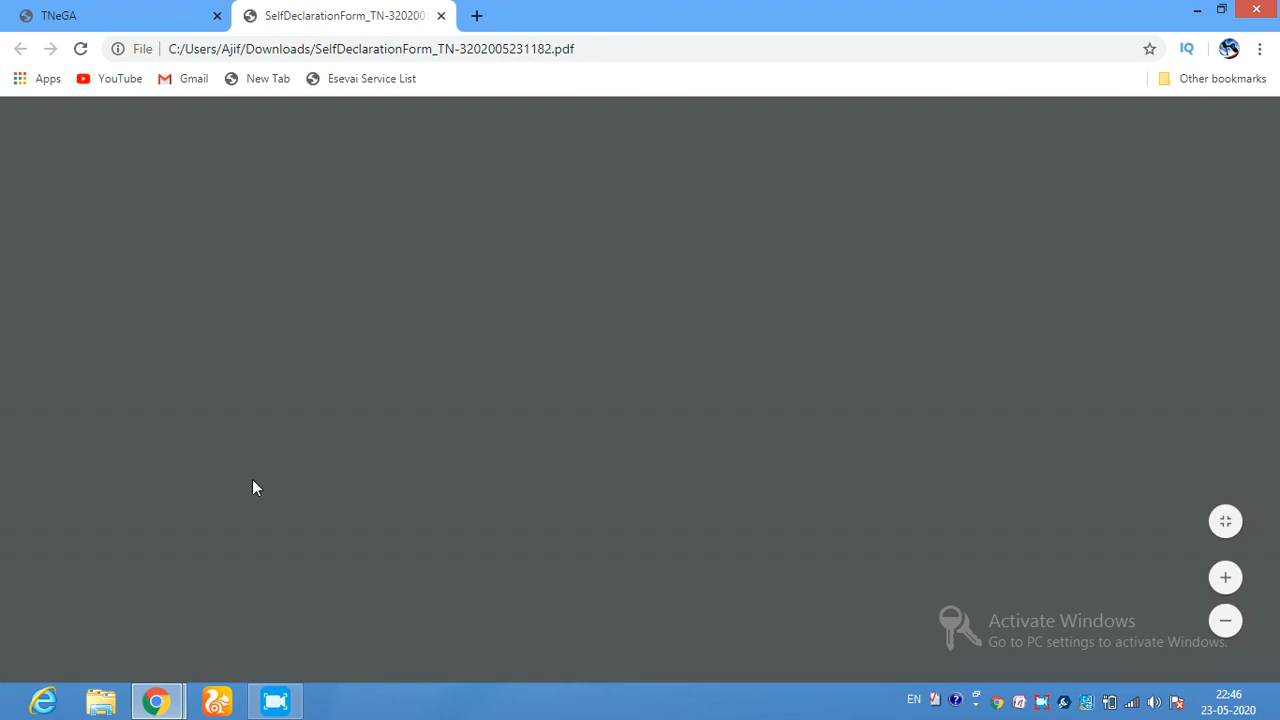 TNeGA
SelfDeclarationForm_TN-3202005
File
C:/Users/Ajif/Downloads/SelfDeclarationForm_TN-3202005231182.pdf
IQ
Apps
YouTube
Gmail
New Tab
Esevai Service List
Other bookmarks
Activate Windows
Go to PC settings to activate Windows.
EN
22:46
23-05-2020